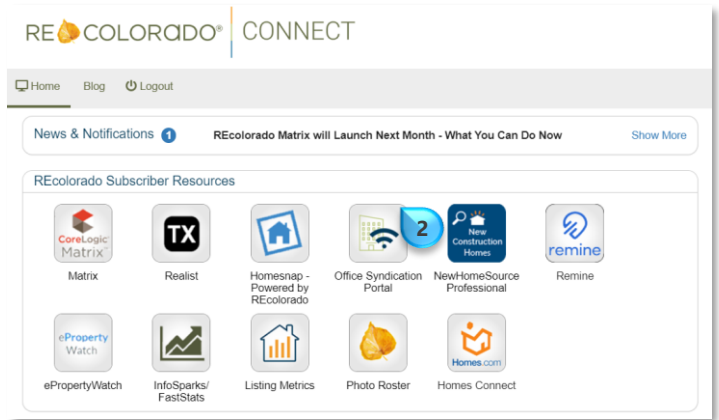 RECOLORADO® CONNECT
Home Blog Logout
News & Notifications 1 REcolorado Matrix will Launch Next Month - What You Can Do Now Show More
REcolorado Subscriber Resources
CoreLogic
Matrix™
TX
2
New
Construction
Homes
remine
Matrix Realist Homesnap - Office Syndication NewHomeSource Remine
Powered by Portal Professional
REcolorado
eProperty
Watch
Homes.com
ePropertyWatch InfoSparks/ Listing Metrics Photo Roster Homes Connect
FastStats